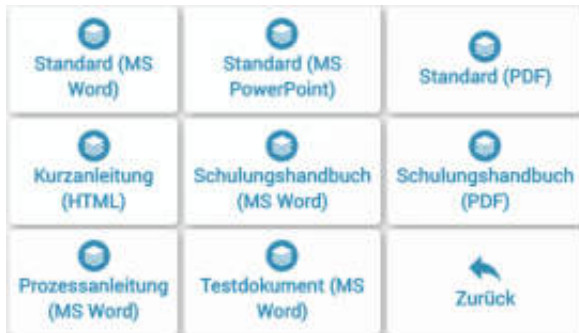 Standard (MS
Word)
Standard (MS
PowerPoint)
Standard (PDF)
Kurzanleitung
(HTML)
Schulungshandbuch
(MS Word)
Schulungshandbuch
(PDF)
Prozessanleitung
(MS Word)
Testdokument (MS
Word)
Zurück